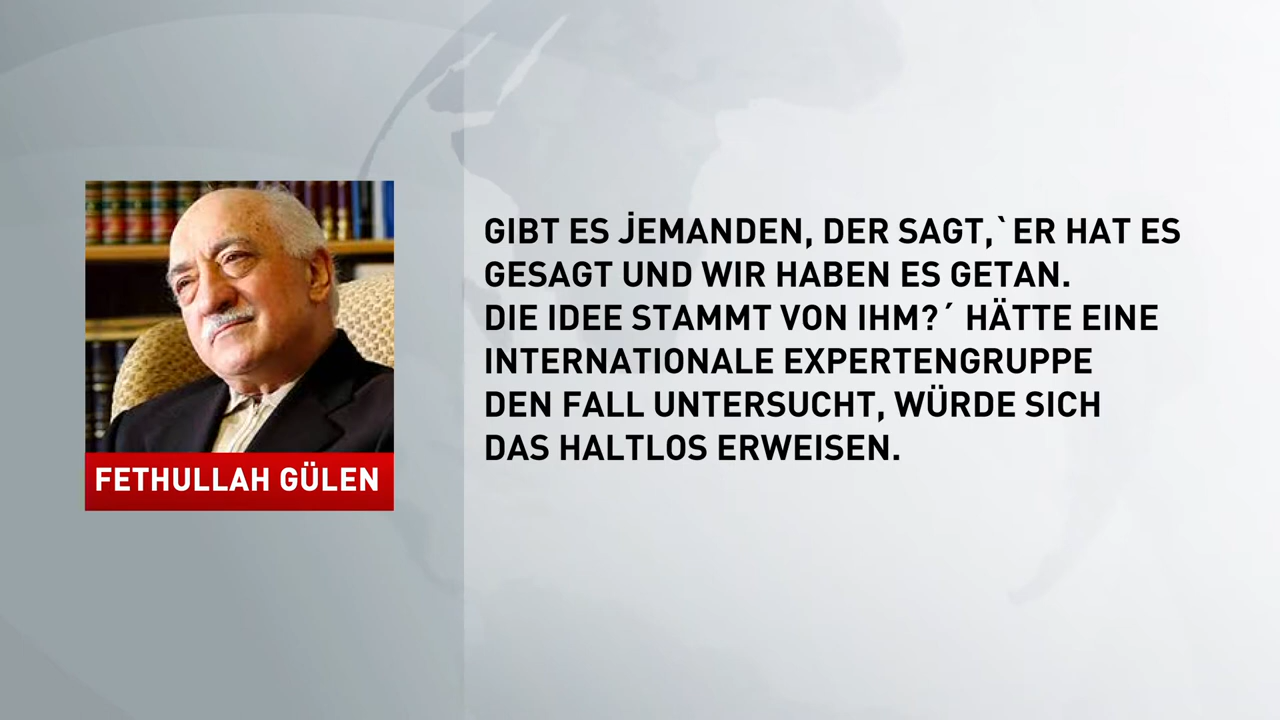 FETHULLAH GÜLEN
GIBT ES İEMANDEN, DER SAGT,`ER HAT ES
GESAGT UND WIR HABEN ES GETAN.
DIE IDEE STAMMT VON IHM?´ HÄTTE EINE
INTERNATIONALE EXPERTENGRUPPE
DEN FALL UNTERSUCHT, WÜRDE SICH
DAS HALTLOS ERWEISEN.